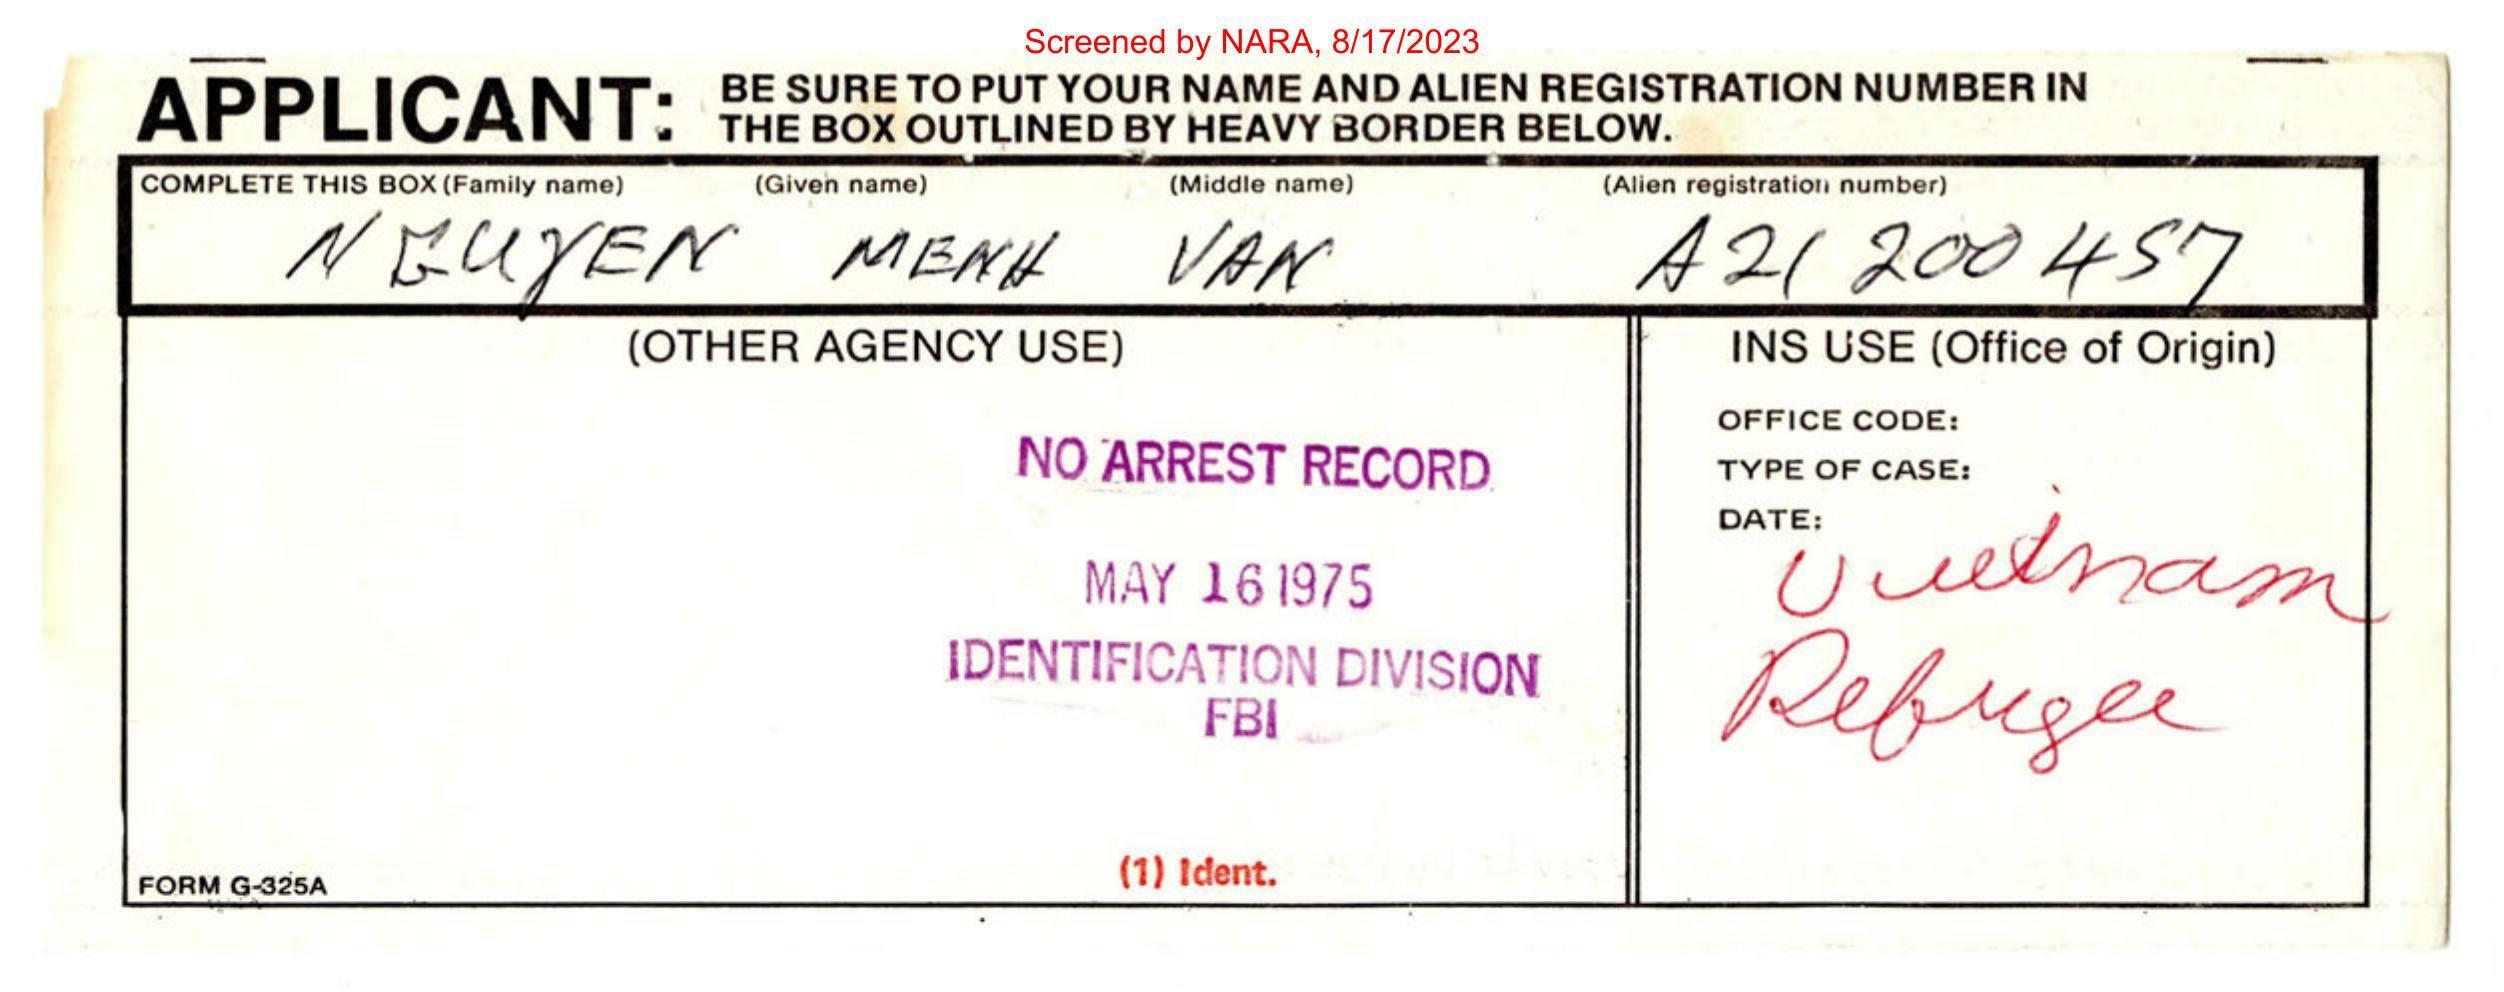 Screened by NARA, 8/17/2023
APPLICANT: BE SURE TO PUT YOUR NAME AND ALIEN REGISTRATION NUMBER IN
THE BOX OUTLINED BY HEAVY BORDER BELOW.
COMPLETE THIS BOX (Family name) (Given name) (Middle name) (Alien registration number)
NGUYEN MENH VAN A21 200 457
(OTHER AGENCY USE) INS USE (Office of Origin)
OFFICE CODE:
NO ARREST RECORD
TYPE OF CASE:
DATE:
MAY 16 1975
Vietnam
IDENTIFICATION DIVISION
FBI
Refugee
(1) Ident.
FORM G-325A